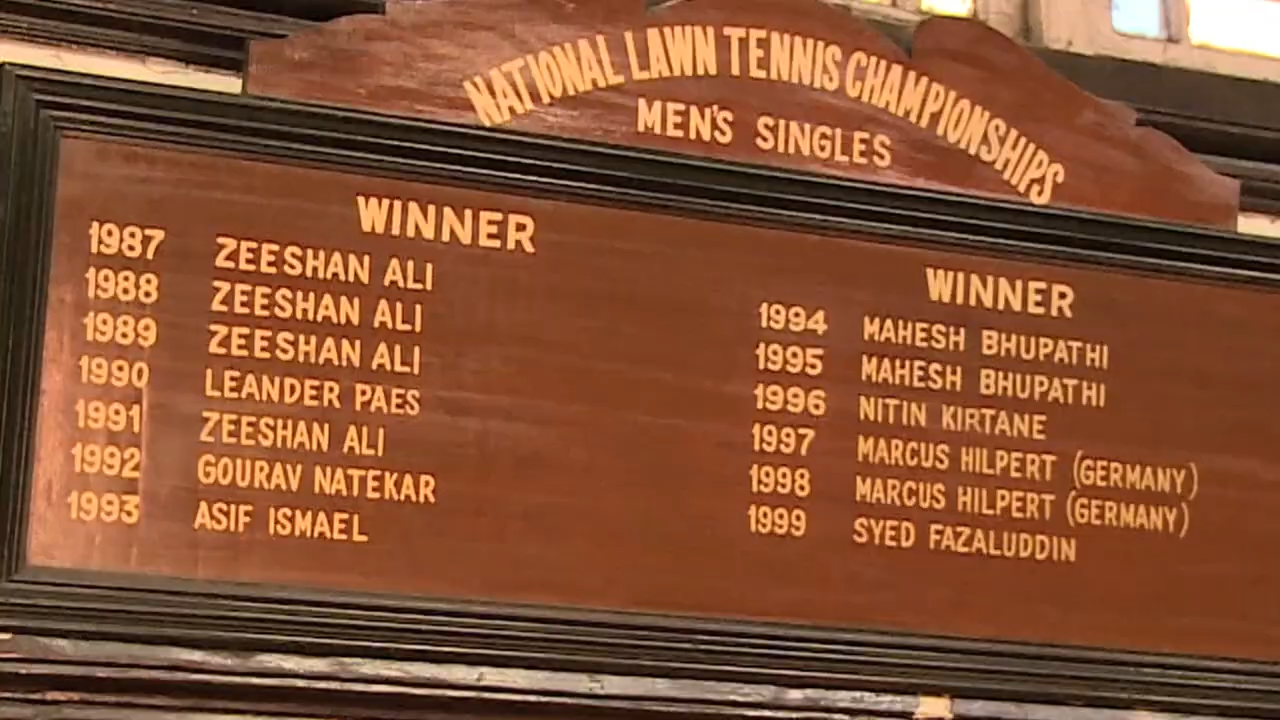 NATIONAL LAWN TENNIS CHAMPIONSHIPS
MEN'S SINGLES
WINNER
1987 ZEESHAN ALI
1988 ZEESHAN ALI
1989 ZEESHAN ALI
1990 LEANDER PAES
1991 ZEESHAN ALI
1992 GOURAV NATEKAR
1993 ASIF ISMAEL
WINNER
1994 MAHESH BHUPATHI
1995 MAHESH BHUPATHI
1996 NITIN KIRTANE
1997 MARCUS HILPERT (GERMANY)
1998 MARCUS HILPERT (GERMANY)
1999 SYED FAZALUDDIN